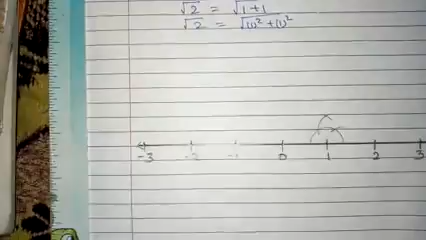 √2 = √1+1
√2 = √(1)²+(1)²
-3 -2 -1 0 1 2 3